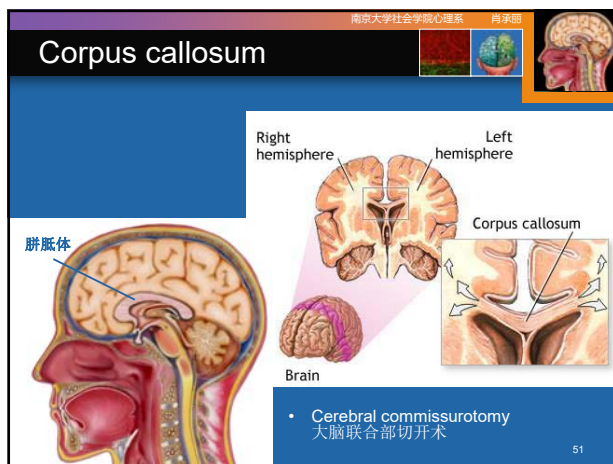 南京大学社会学院心理系 肖承丽
Corpus callosum
Right
hemisphere
Left
hemisphere
Corpus callosum
胼胝体
Brain
• Cerebral commissurotomy
大脑联合部切开术
51